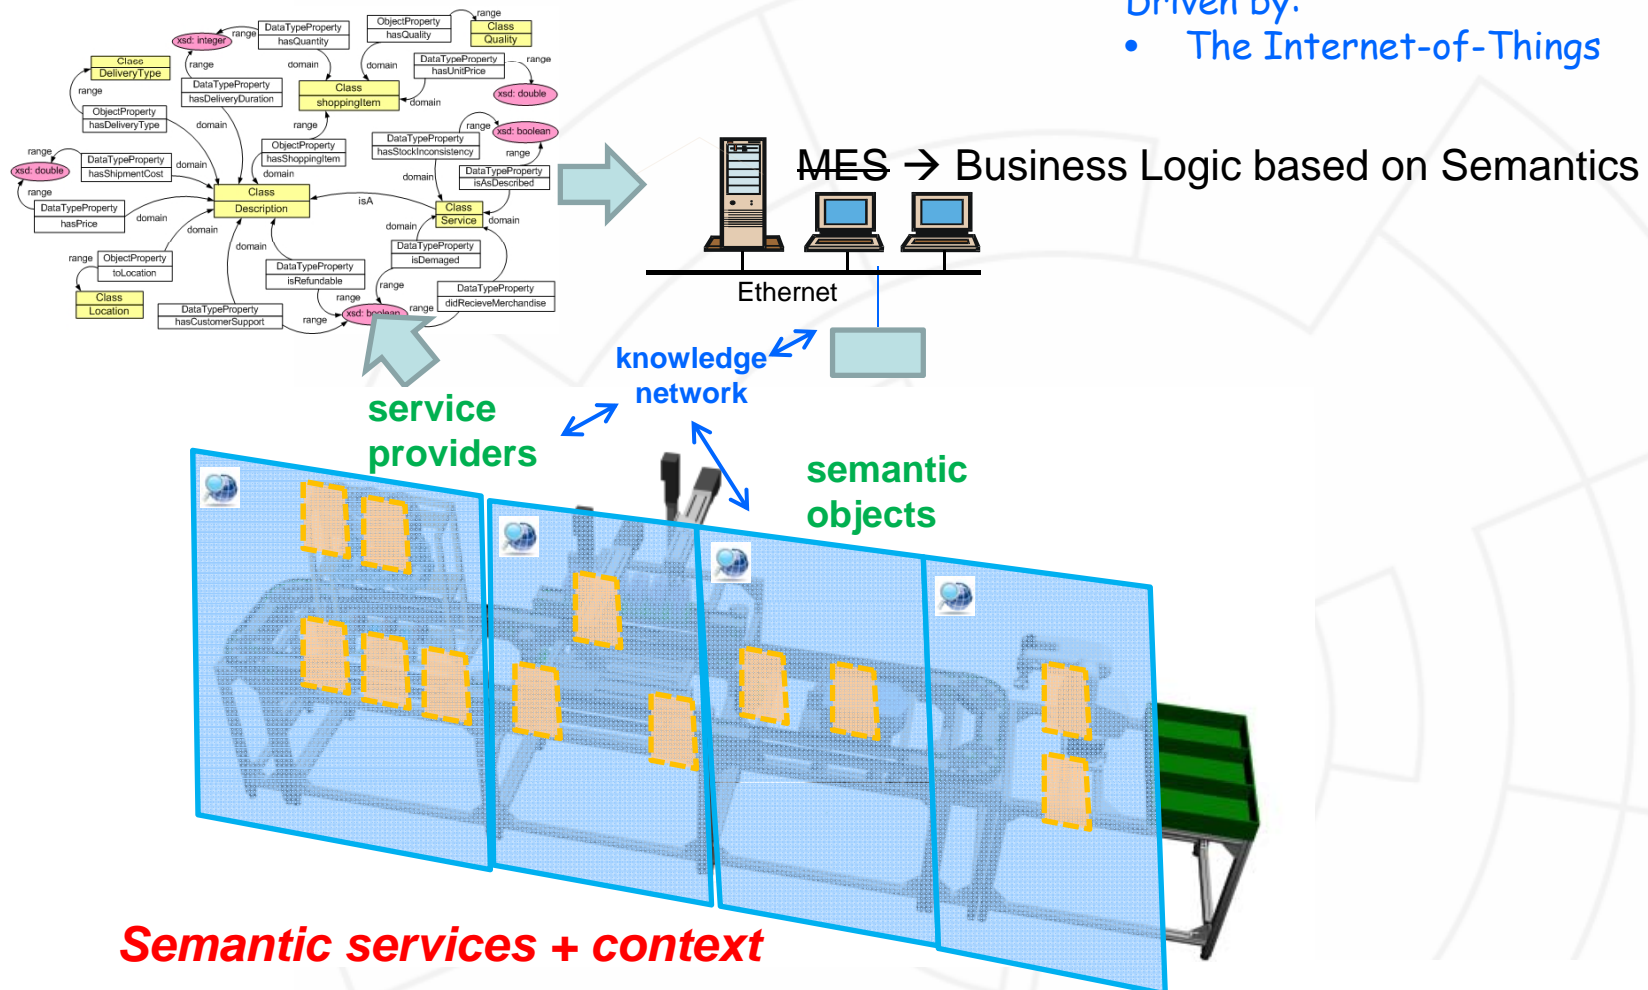 Driven by:
• The Internet-of-Things
range
ObjectProperty
hasQuality
Class
Quality
xsd: integer
range
DataTypeProperty
hasQuantity
domain
domain
DataTypeProperty
hasUnitPrice
range
xsd: double
Class
DeliveryType
range
range
DataTypeProperty
hasDeliveryDuration
Class
shoppingItem
domain
ObjectProperty
hasDeliveryType
domain
range
ObjectProperty
hasShoppingItem
domain
DataTypeProperty
hasStockInconsistency
range
xsd: boolean
range
domain
DataTypeProperty
isAsDescribed
range
xsd: double
DataTypeProperty
hasShipmentCost
domain
range
DataTypeProperty
hasPrice
domain
Class
Description
isA
Class
Service
domain
domain
domain
domain
DataTypeProperty
isDemaged
range
ObjectProperty
toLocation
DataTypeProperty
isRefundable
range
range
Class
Location
DataTypeProperty
hasCustomerSupport
range
xsd: boolean
range
DataTypeProperty
didRecieveMerchandise
MES → Business Logic based on Semantics
Ethernet
knowledge
network
service
providers
semantic
objects
Semantic services + context